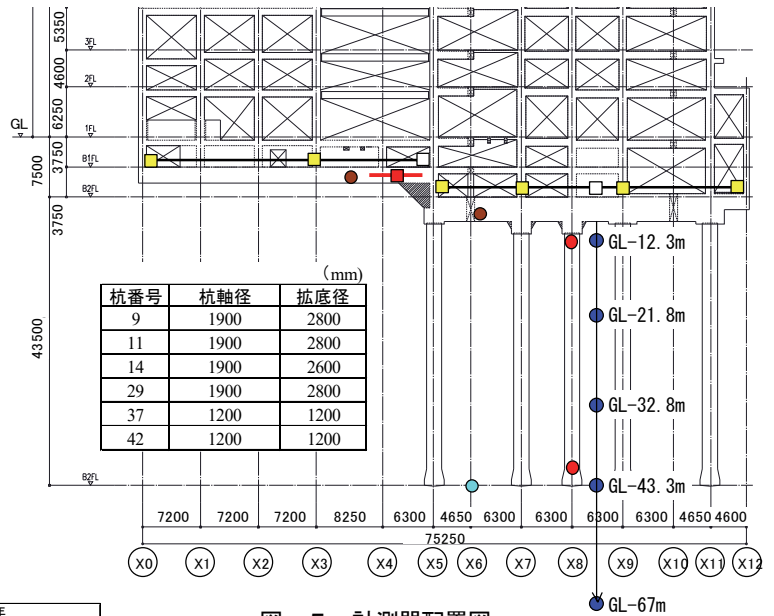 5350
3FL
4600
2FL
6250
GL
1FL
3750
B1FL
7500
B2FL
3750
43500
B2FL
(mm)
杭番号 杭軸径 拡底径
9 1900 2800
11 1900 2800
14 1900 2600
29 1900 2800
37 1200 1200
42 1200 1200
GL-12.3m
GL-21.8m
GL-32.8m
GL-43.3m
GL-67m
7200 7200 7200 8250 6300 4650 6300 6300 6300 6300 4650 4600
75250
X0 X1 X2 X3 X4 X5 X6 X7 X8 X9 X10 X11 X12